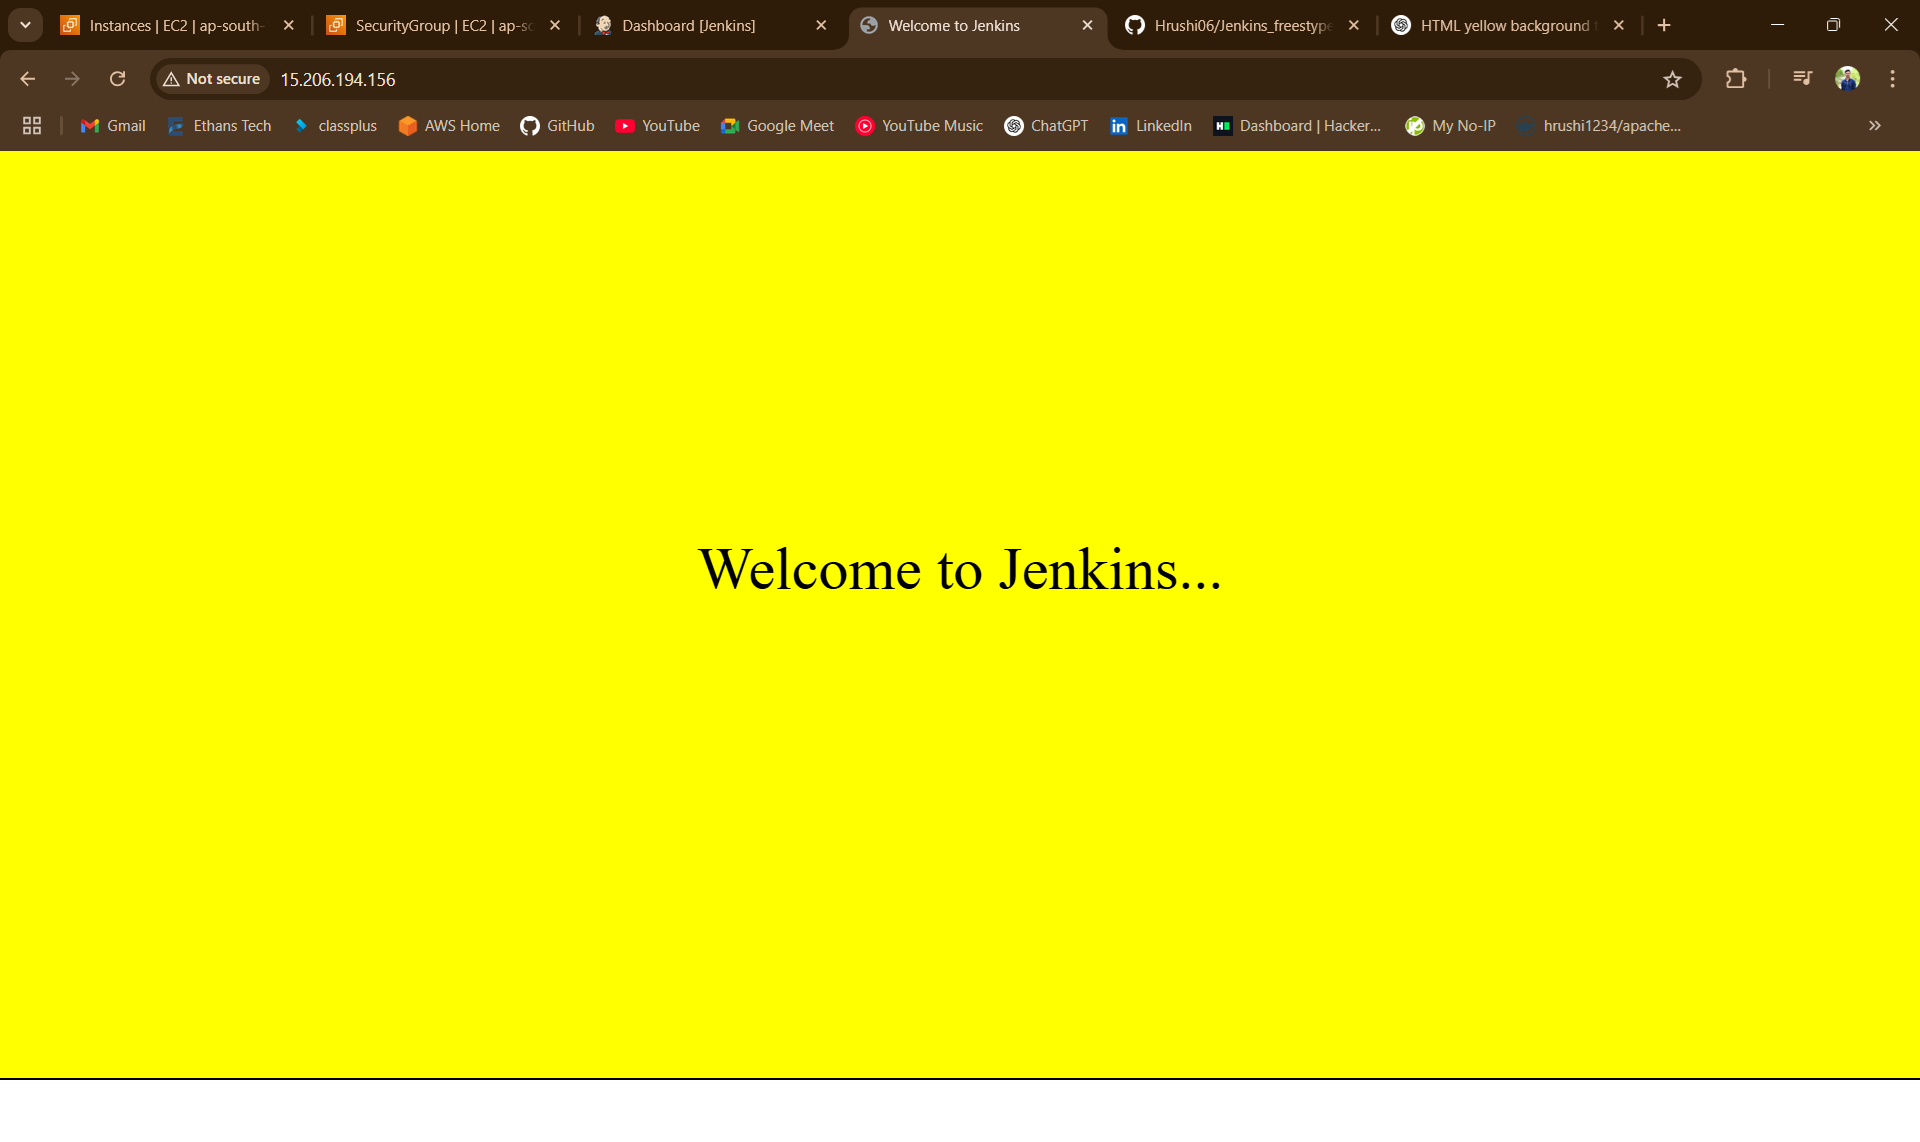 Instances | EC2 | ap-south-
SecurityGroup | EC2 | ap-so
Dashboard [Jenkins]
Welcome to Jenkins
Hrushi06/Jenkins_freestype
HTML yellow background t
Not secure
15.206.194.156
Gmail
Ethans Tech
classplus
AWS Home
GitHub
YouTube
Google Meet
YouTube Music
ChatGPT
LinkedIn
Dashboard | Hacker...
My No-IP
hrushi1234/apache...
Welcome to Jenkins...